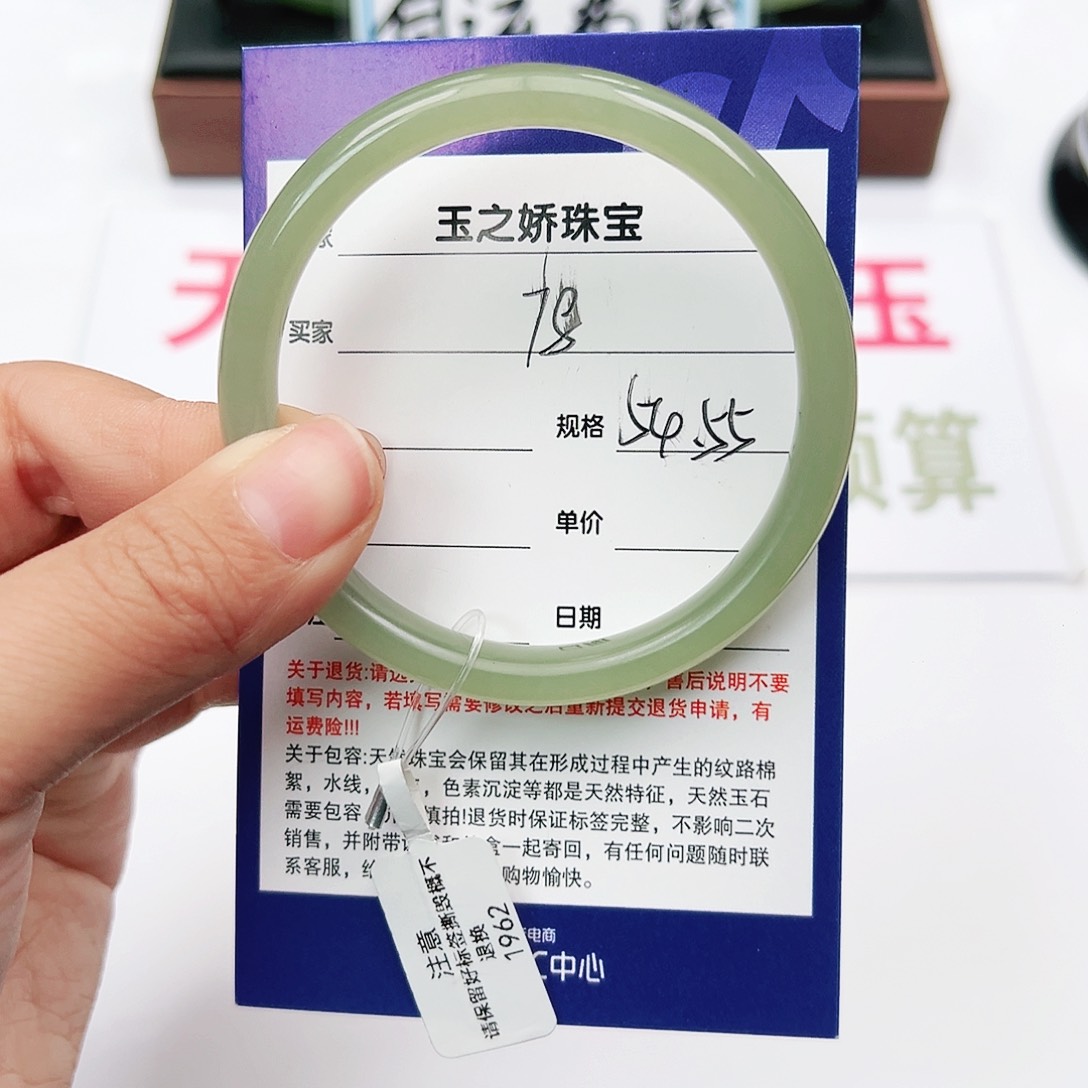 天
玉
预算
玉之娇珠宝
买家
规格 54.55
单价
日期
关于退货:请 售后说明不要
填写内容，若填写需要修改之后重新提交退货申请，有
运费险!!!
关于包容:天然珠宝会保留其在形成过程中产生的纹路棉
絮，水线， ，色素沉淀等都是天然特征，天然玉石
需要包容 慎拍!退货时保证标签完整，不影响二次
销售，并附带 一起寄回，有任何问题随时联
系客服， 购物愉快。
电商
中心
注意
请保留好标签撕毁概不
退换
1962